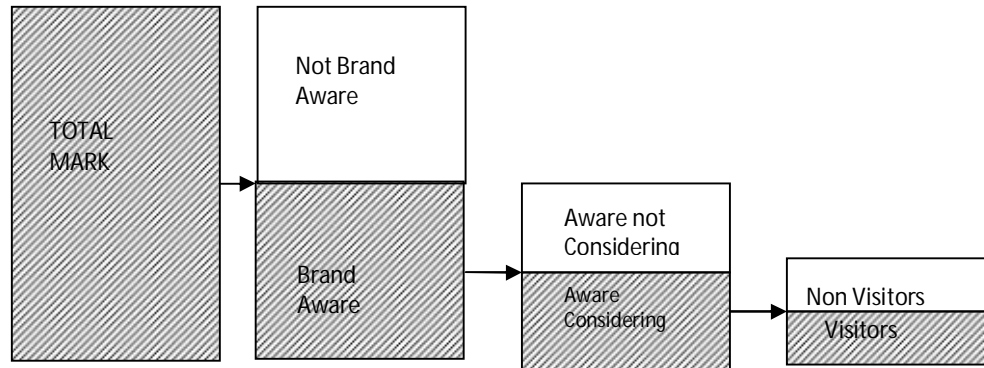 TOTAL
MARK
Not Brand
Aware
Brand
Aware
Aware not
Considering
Aware
Considering
Non Visitors
Visitors